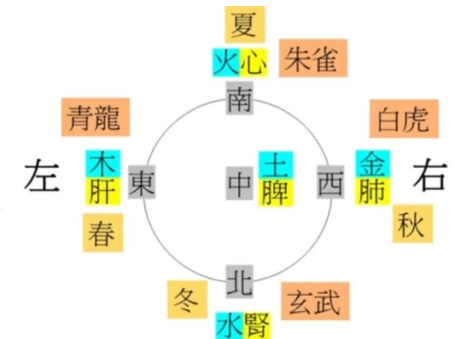 夏
火心 朱雀
南
青龍 白虎
左 木 東 中 土 西 金 右
肝 脾 肺
春 秋
北
冬 玄武
水腎